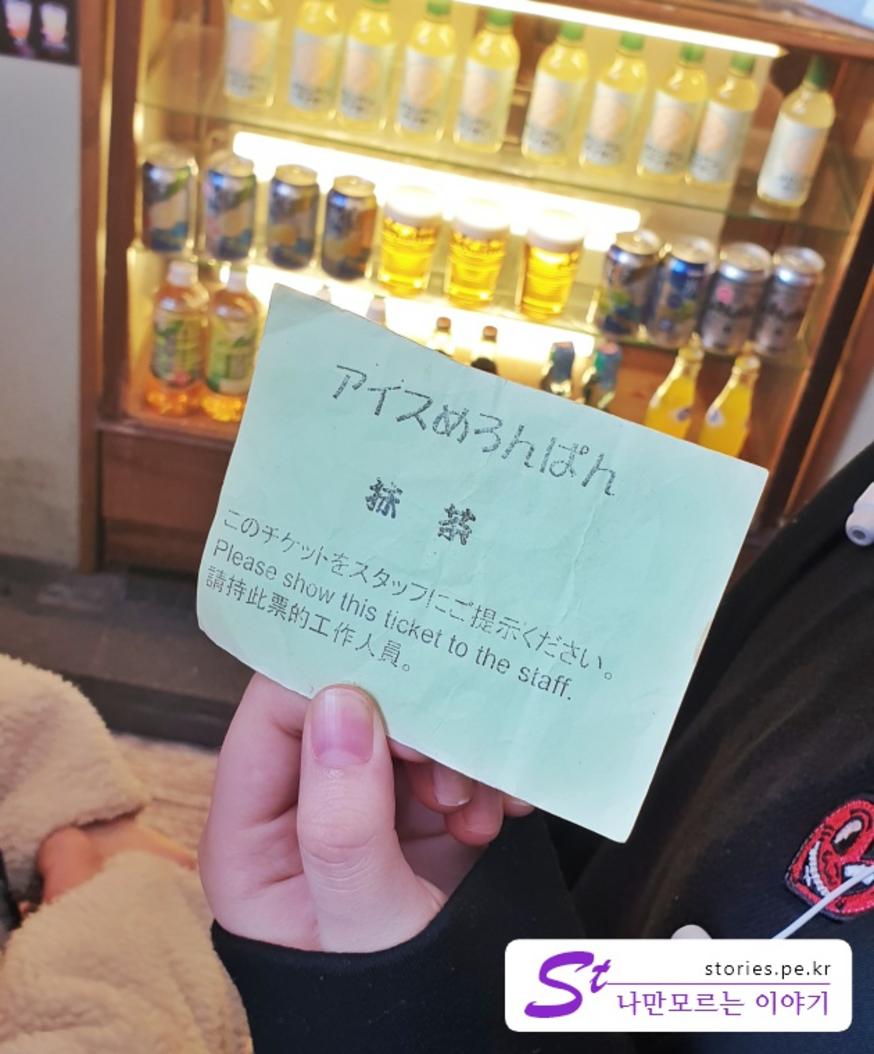 アイスめろんぱん
抹 茶
このチケットをスタッフにご提示ください。
Please show this ticket to the staff.
請持此票的工作人員。
St
stories.pe.kr
나만모르는 이야기